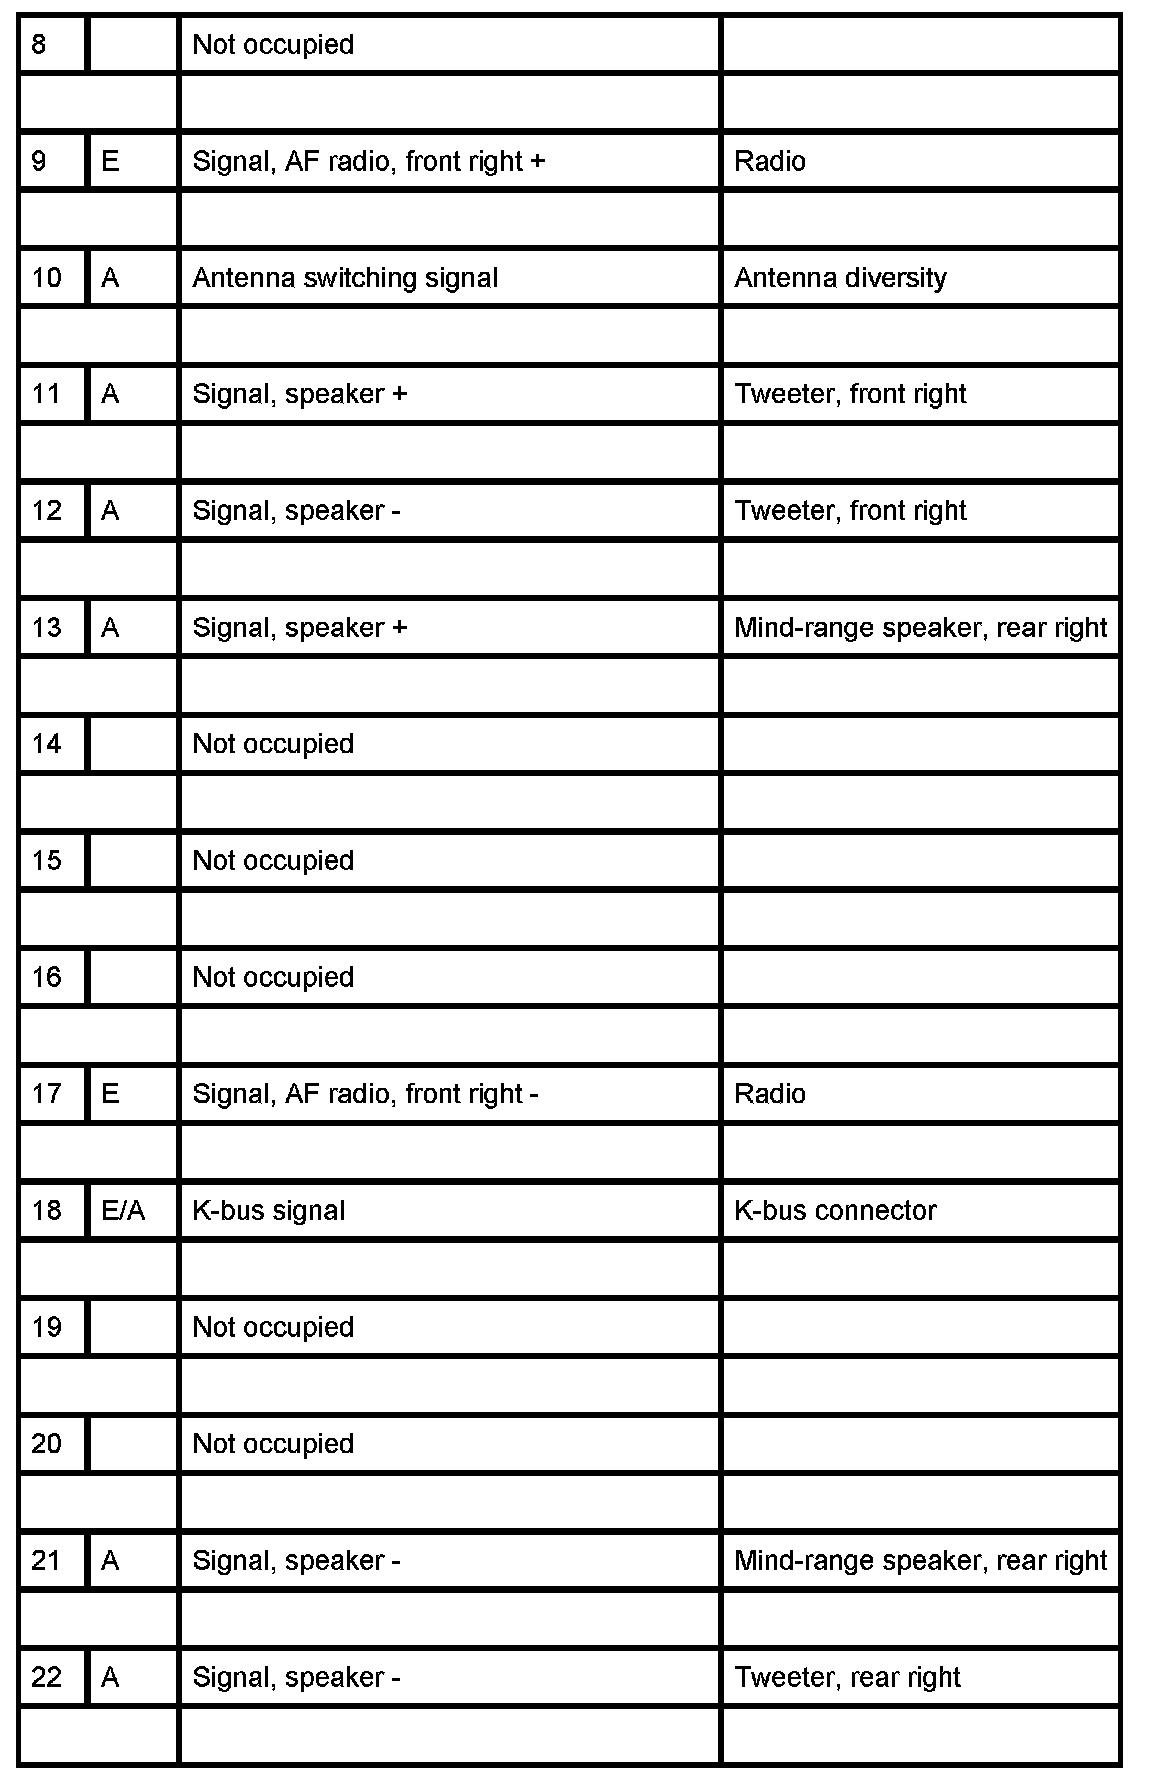 8 Not occupied
9 E Signal, AF radio, front right + Radio
10 A Antenna switching signal Antenna diversity
11 A Signal, speaker + Tweeter, front right
12 A Signal, speaker - Tweeter, front right
13 A Signal, speaker + Mind-range speaker, rear right
14 Not occupied
15 Not occupied
16 Not occupied
17 E Signal, AF radio, front right - Radio
18 E/A K-bus signal K-bus connector
19 Not occupied
20 Not occupied
21 A Signal, speaker - Mind-range speaker, rear right
22 A Signal, speaker - Tweeter, rear right